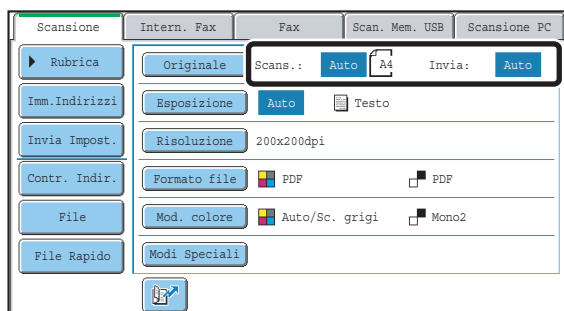 Scansione Intern. Fax Fax Scan. Mem. USB Scansione PC
Rubrica Originale Scans.: Auto A4 Invia: Auto
Imm.Indirizzi Esposizione Auto Testo
Invia Impost. Risoluzione 200x200dpi
Contr. Indir. Formato file PDF PDF
File Mod. colore Auto/Sc. grigi Mono2
File Rapido Modi Speciali